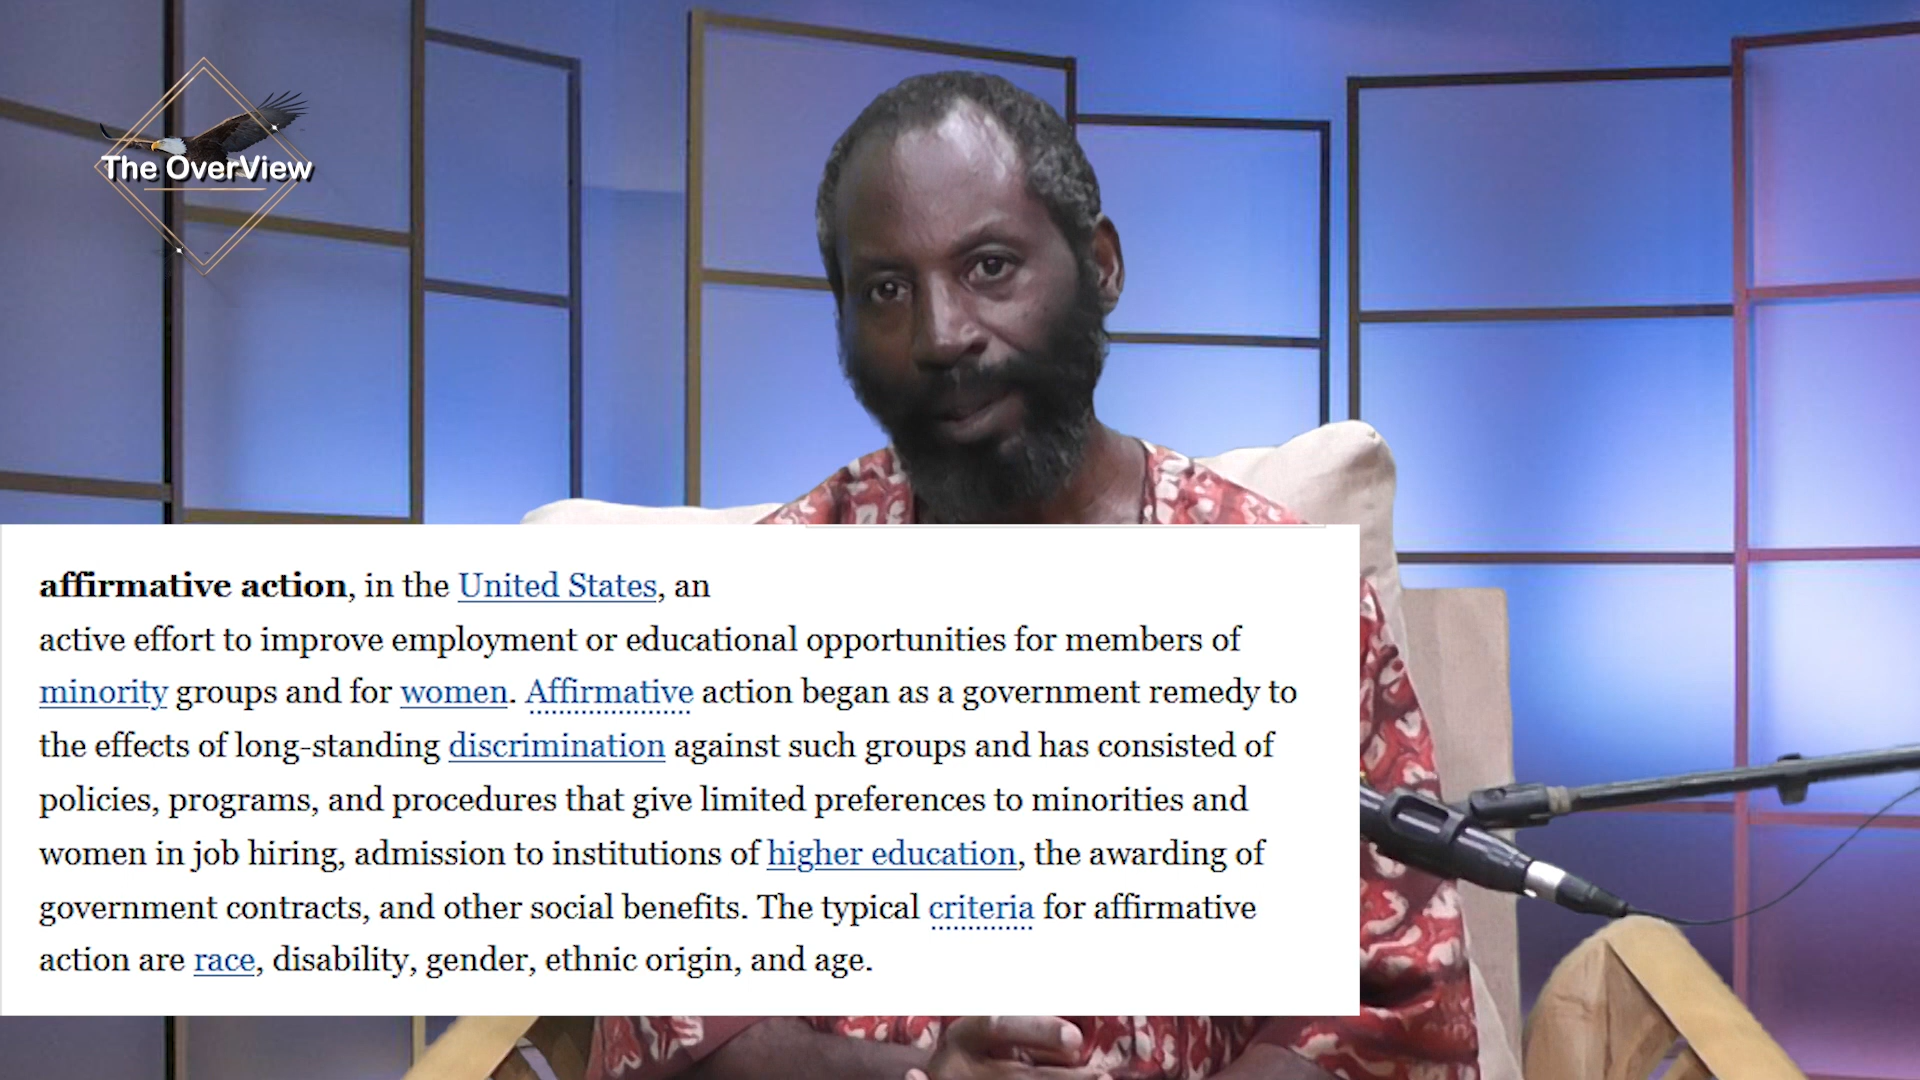 The OverView
affirmative action, in the United States, an
active effort to improve employment or educational opportunities for members of
minority groups and for women. Affirmative action began as a government remedy to
the effects of long-standing discrimination against such groups and has consisted of
policies, programs, and procedures that give limited preferences to minorities and
women in job hiring, admission to institutions of higher education, the awarding of
government contracts, and other social benefits. The typical criteria for affirmative
action are race, disability, gender, ethnic origin, and age.